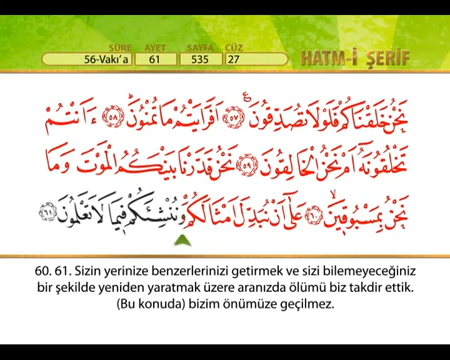 SÛRE AYET SAYFA CÜZ
56-Vakı'a 61 535 27 HATM-İ ŞERİF
نَحْنُ خَلَقْنَاكُمْ فَلَوْلَا تُصَدِّقُونَ ﴿٥٧﴾ اَفَرَاَيْتُمْ مَا تُمْنُونَ ﴿٥٨﴾ ءَاَنْتُمْ
تَخْلُقُونَهُٓ اَمْ نَحْنُ الْخَالِقُونَ ﴿٥٩﴾ نَحْنُ قَدَّرْنَا بَيْنَكُمُ الْمَوْتَ وَمَا
نَحْنُ بِمَسْبُوقٖينَ ﴿٦٠﴾ عَلٰٓى اَنْ نُبَدِّلَ اَمْثَالَكُمْ وَنُنْشِئَكُمْ فٖي مَا لَا تَعْلَمُونَ ﴿٦١﴾
60. 61. Sizin yerinize benzerlerinizi getirmek ve sizi bilemeyeceğiniz
bir şekilde yeniden yaratmak üzere aranızda ölümü biz takdir ettik.
(Bu konuda) bizim önümüze geçilmez.